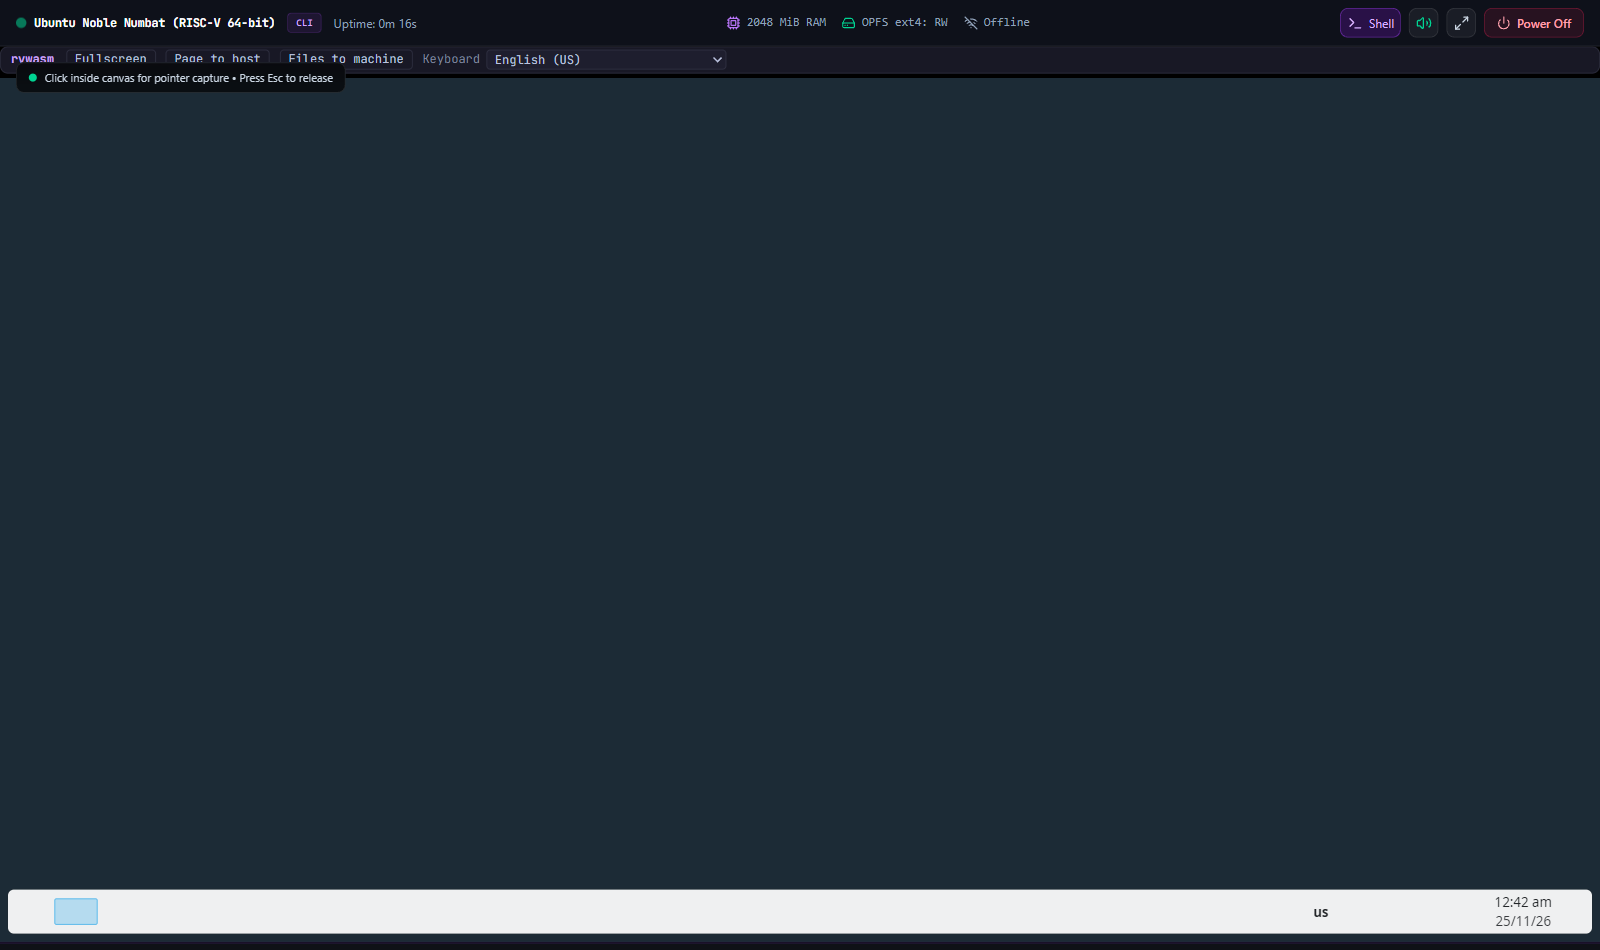 Ubuntu Noble Numbat (RISC-V 64-bit) CLI Uptime: 0m 16s 2048 MiB RAM OPFS ext4: RW Offline Shell Power Off
rvwasm Fullscreen Page to host Files to machine Keyboard English (US)
Click inside canvas for pointer capture • Press Esc to release
us
12:42 am
25/11/26